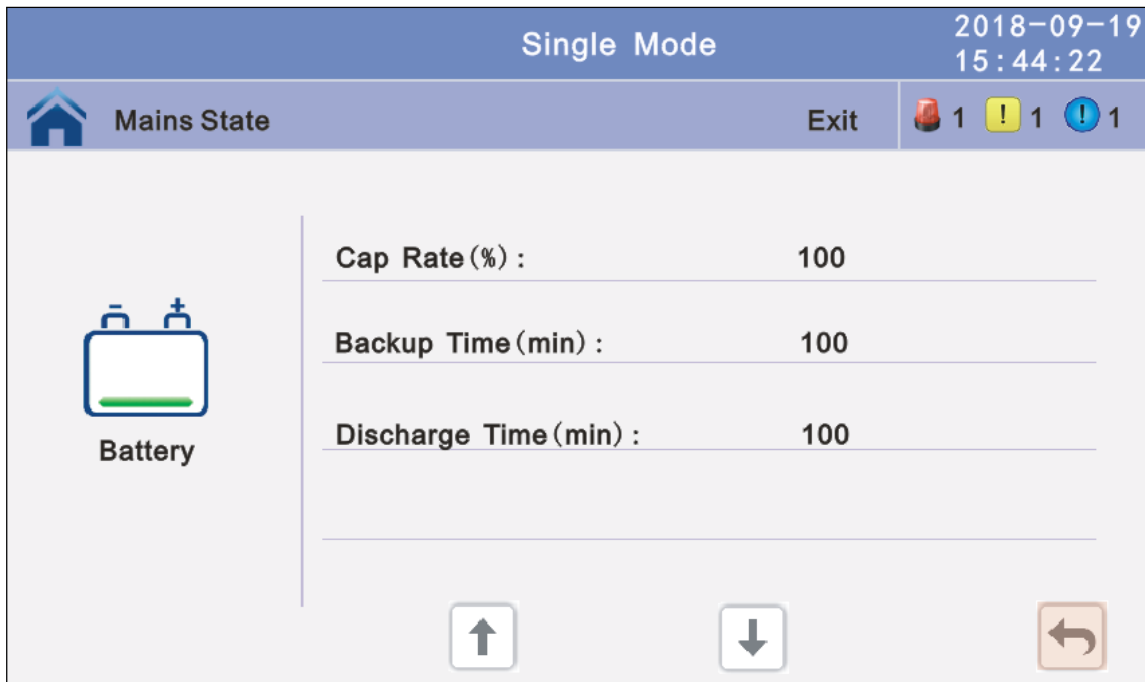 Single Mode
2018-09-19
15:44:22
Mains State
Exit
1
! 1
! 1
Cap Rate(%): 100
Backup Time(min): 100
Discharge Time(min): 100
- +
Battery